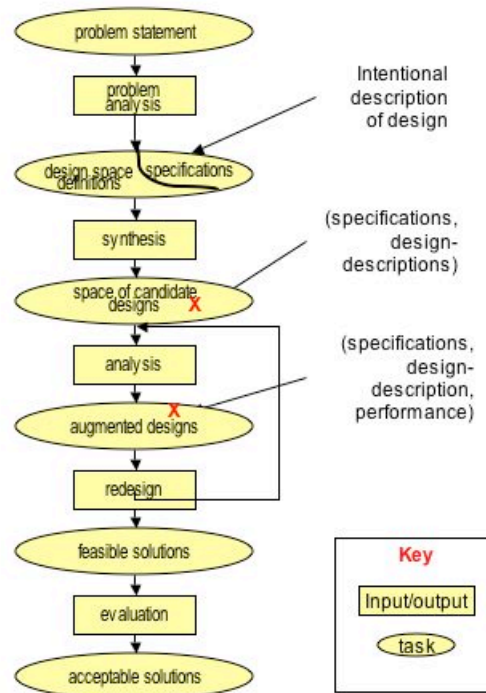 problem statement
problem
analysis
Intentional
description
of design
design space
definitions
specifications
synthesis
(specifications,
design-
descriptions)
space of candidate
designs
X
analysis
(specifications,
design-
description,
performance)
X
augmented designs
redesign
feasible solutions
evaluation
acceptable solutions
Key
Input/output
task